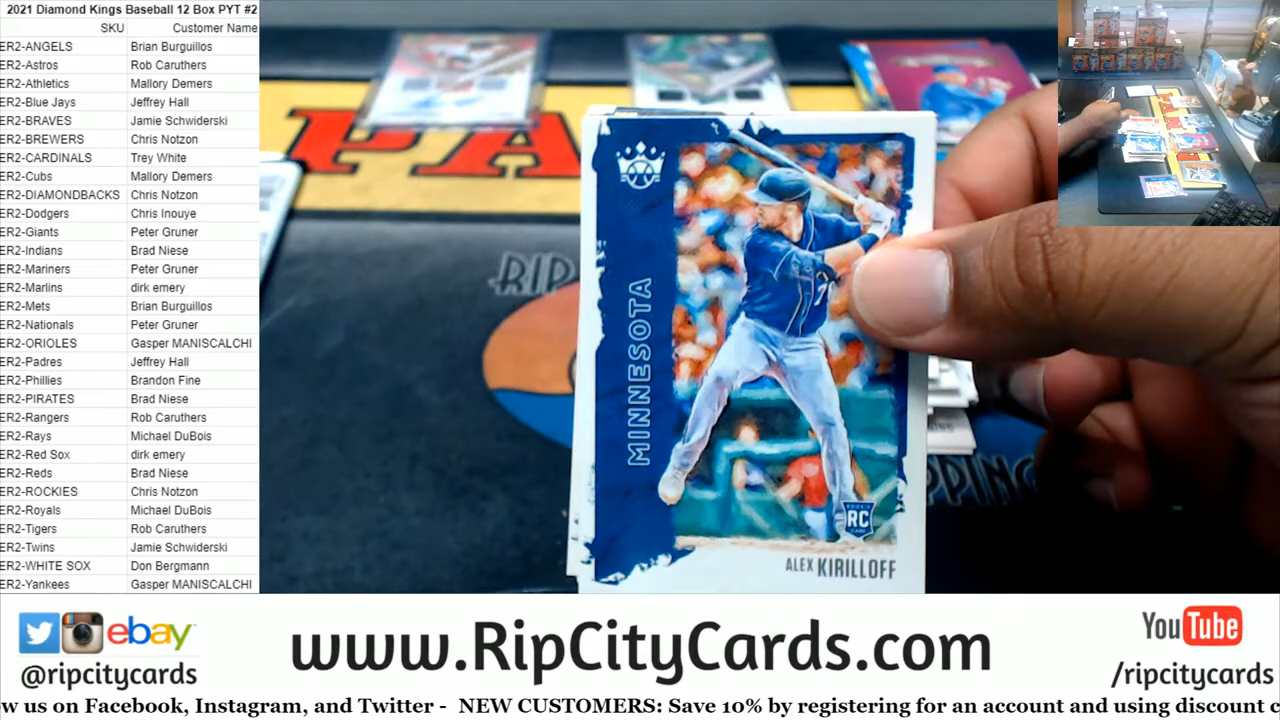 2021 Diamond Kings Baseball 12 Box PYT #2
SKU Customer Name
ER2-ANGELS Brian Burguillos
ER2-Astros Rob Caruthers
ER2-Athletics Mallory Demers
ER2-Blue Jays Jeffrey Hall
ER2-BRAVES Jamie Schwiderski
ER2-BREWERS Chris Notzon
ER2-CARDINALS Trey White
ER2-Cubs Mallory Demers
ER2-DIAMONDBACKS Chris Notzon
ER2-Dodgers Chris Inouye
ER2-Giants Peter Gruner
ER2-Indians Brad Niese
ER2-Mariners Peter Gruner
ER2-Marlins dirk emery
ER2-Mets Brian Burguillos
ER2-Nationals Peter Gruner
ER2-ORIOLES Gasper MANISCALCHI
ER2-Padres Jeffrey Hall
ER2-Phillies Brandon Fine
ER2-PIRATES Brad Niese
ER2-Rangers Rob Caruthers
ER2-Rays Michael DuBois
ER2-Red Sox dirk emery
ER2-Reds Brad Niese
ER2-ROCKIES Chris Notzon
ER2-Royals Michael DuBois
ER2-Tigers Rob Caruthers
ER2-Twins Jamie Schwiderski
ER2-WHITE SOX Don Bergmann
ER2-Yankees Gasper MANISCALCHI
PA
RIP
PPING
MINNESOTA
RC
ALEX KIRILLOFF
ebay
@ripcitycards
www.RipCityCards.com
YouTube
/ripcitycards
w us on Facebook, Instagram, and Twitter - NEW CUSTOMERS: Save 10% by registering for an account and using discount c